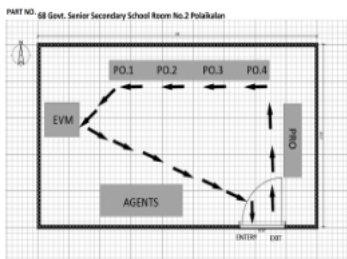 PART NO. 68 Govt. Senior Secondary School Room No.2 Polaikalan
PO.1 PO.2 PO.3 PO.4
EVM
PRO
AGENTS
ENTERY EXIT